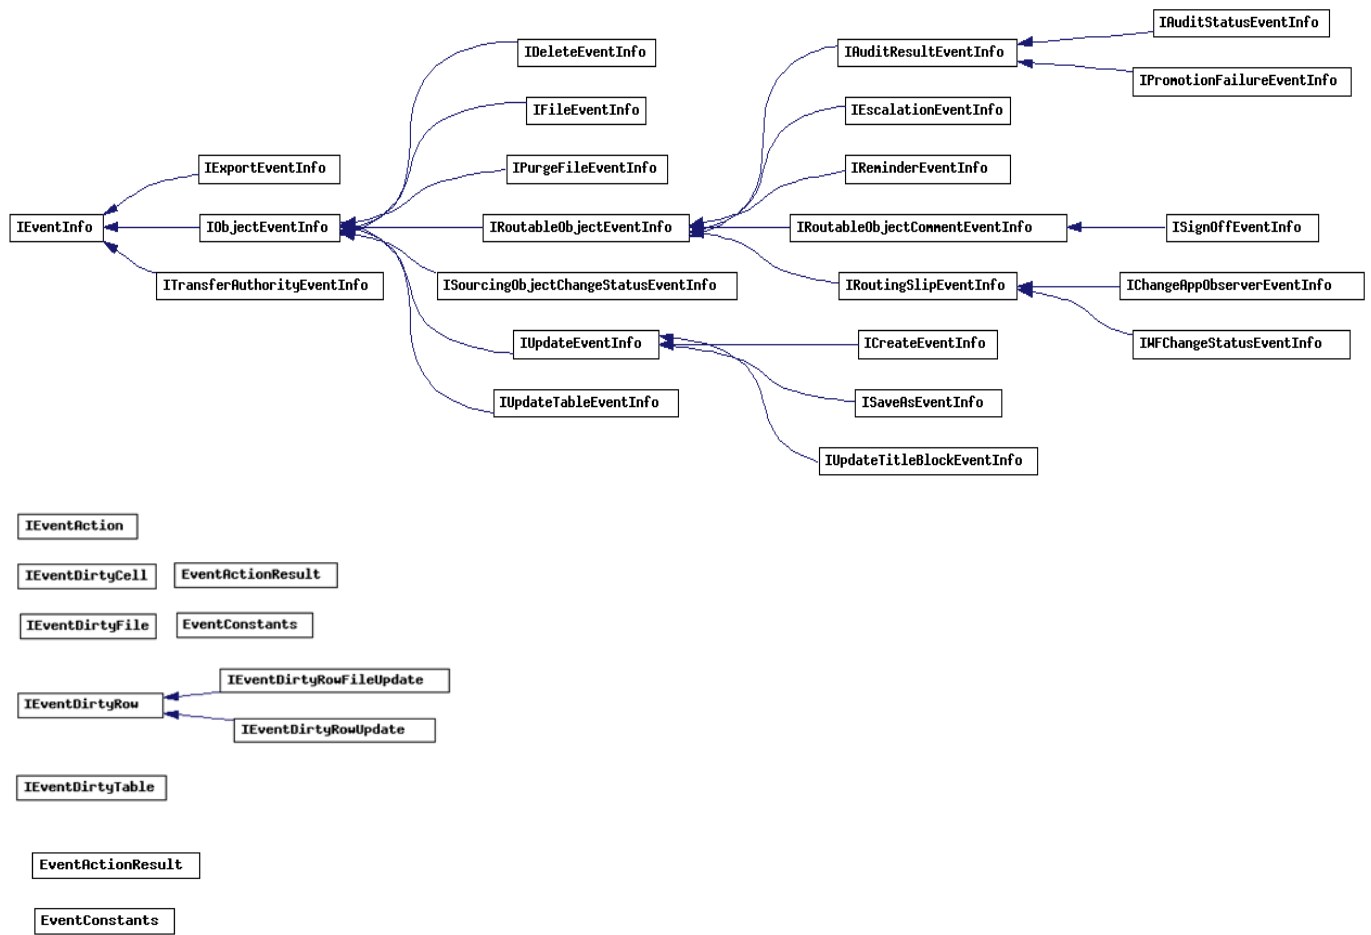 IAuditStatusEventInfo
IDeleteEventInfo
IAuditResultEventInfo
IPromotionFailureEventInfo
IFileEventInfo
IEscalationEventInfo
IExportEventInfo
IPurgeFileEventInfo
IReminderEventInfo
IEventInfo
IObjectEventInfo
IRoutableObjectEventInfo
IRoutableObjectCommentEventInfo
ISignOffEventInfo
ITransferAuthorityEventInfo
ISourcingObjectChangeStatusEventInfo
IRoutingSlipEventInfo
IChangeAppObserverEventInfo
IUpdateEventInfo
ICreateEventInfo
IWFChangeStatusEventInfo
IUpdateTableEventInfo
ISaveAsEventInfo
IUpdateTitleBlockEventInfo
IEventAction
IEventDirtyCell
EventActionResult
IEventDirtyFile
EventConstants
IEventDirtyRowFileUpdate
IEventDirtyRow
IEventDirtyRowUpdate
IEventDirtyTable
EventActionResult
EventConstants